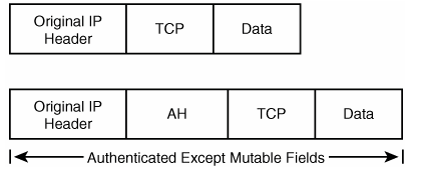 Original IP Header TCP Data
Original IP Header AH TCP Data
Authenticated Except Mutable Fields